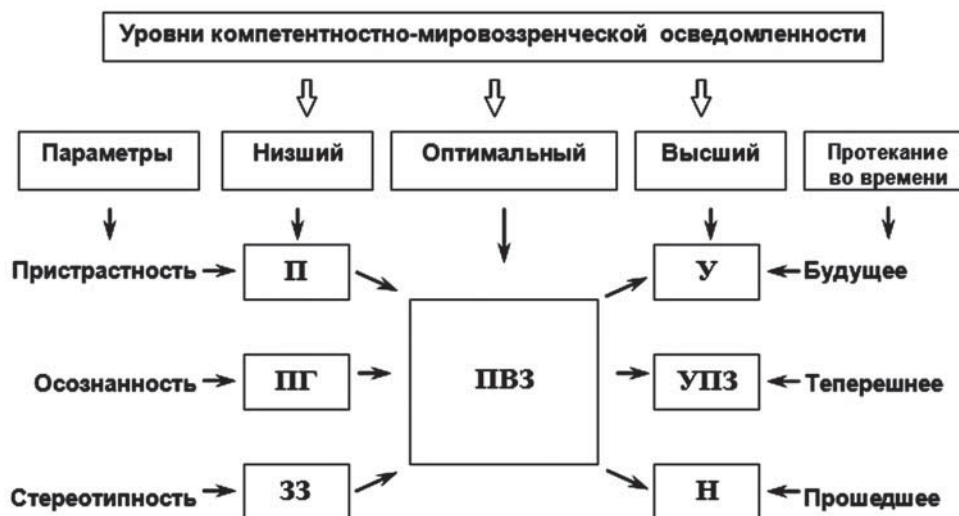 Уровни компетентностно-мировоззренческой осведомленности
Параметры
Низший
Оптимальный
Высший
Протекание
во времени
Пристрастность
П
У
Будущее
Осознанность
ПГ
ПВЗ
УПЗ
Теперешнее
Стереотипность
ЗЗ
Н
Прошедшее